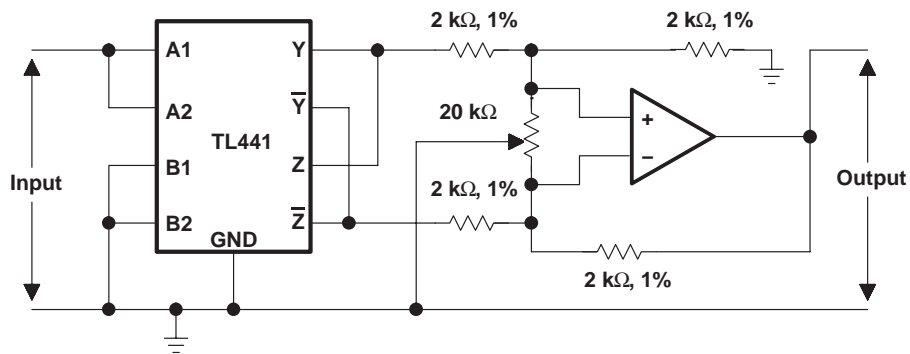 2 kΩ, 1%
2 kΩ, 1%
A1
Y
A2
Y̅
20 kΩ
+
TL441
B1
Z
−
Input
2 kΩ, 1%
Output
B2
Z̅
GND
2 kΩ, 1%